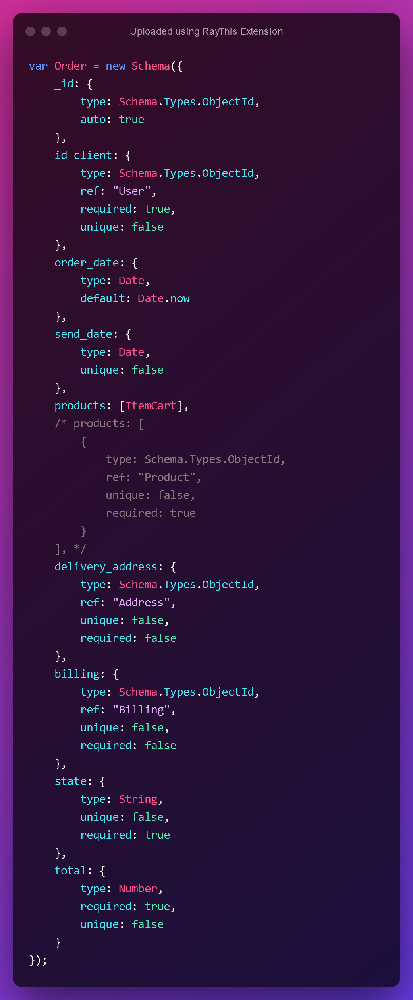 Uploaded using RayThis Extension
var Order = new Schema({
    _id: {
        type: Schema.Types.ObjectId,
        auto: true
    },
    id_client: {
        type: Schema.Types.ObjectId,
        ref: "User",
        required: true,
        unique: false
    },
    order_date: {
        type: Date,
        default: Date.now
    },
    send_date: {
        type: Date,
        unique: false
    },
    products: [ItemCart],
    /* products: [
        {
            type: Schema.Types.ObjectId,
            ref: "Product",
            unique: false,
            required: true
        }
    ], */
    delivery_address: {
        type: Schema.Types.ObjectId,
        ref: "Address",
        unique: false,
        required: false
    },
    billing: {
        type: Schema.Types.ObjectId,
        ref: "Billing",
        unique: false,
        required: false
    },
    state: {
        type: String,
        unique: false,
        required: true
    },
    total: {
        type: Number,
        required: true,
        unique: false
    }
});